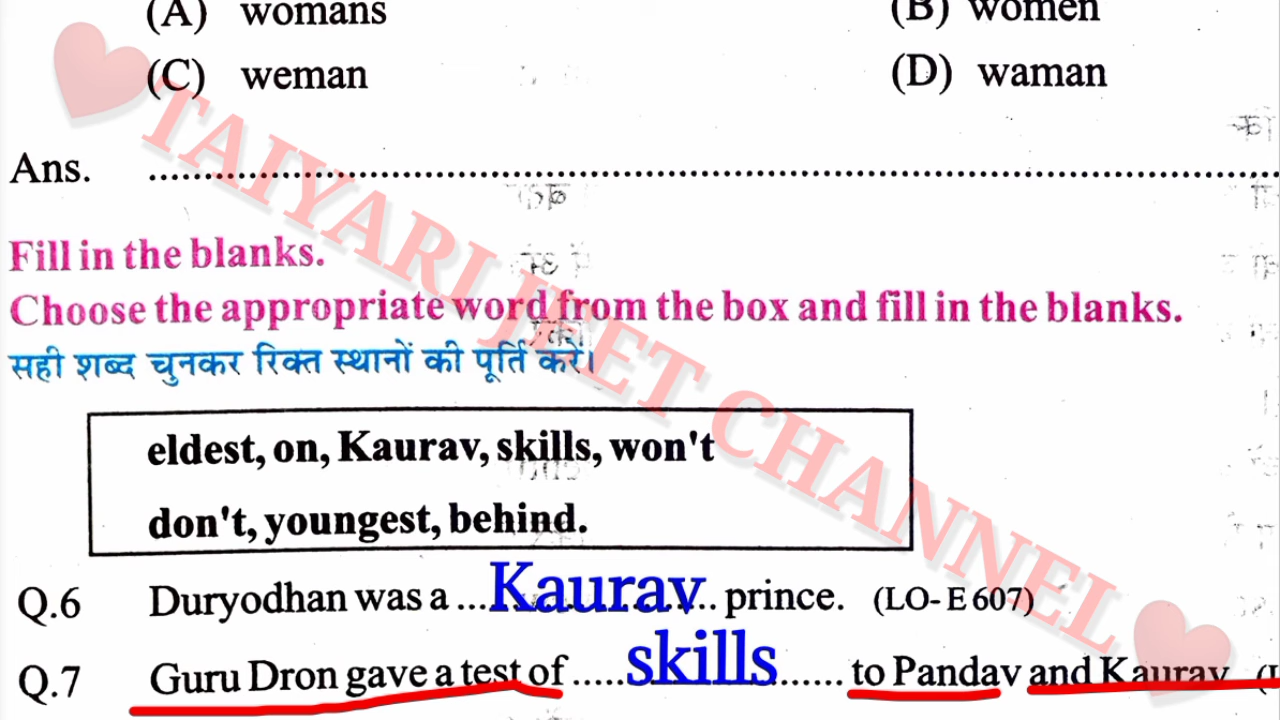 (A) womans (B) women
(C) weman (D) waman
Ans. ........................................................................
TAIYARI JEET CHANNEL
Fill in the blanks.
Choose the appropriate word from the box and fill in the blanks.
सही शब्द चुनकर रिक्त स्थानों की पूर्ति करें।
eldest, on, Kaurav, skills, won't
don't, youngest, behind.
Q.6 Duryodhan was a ... Kaurav .. prince. (LO- E 607)
Q.7 Guru Dron gave a test of ..... skills ...... to Pandav and Kaurav